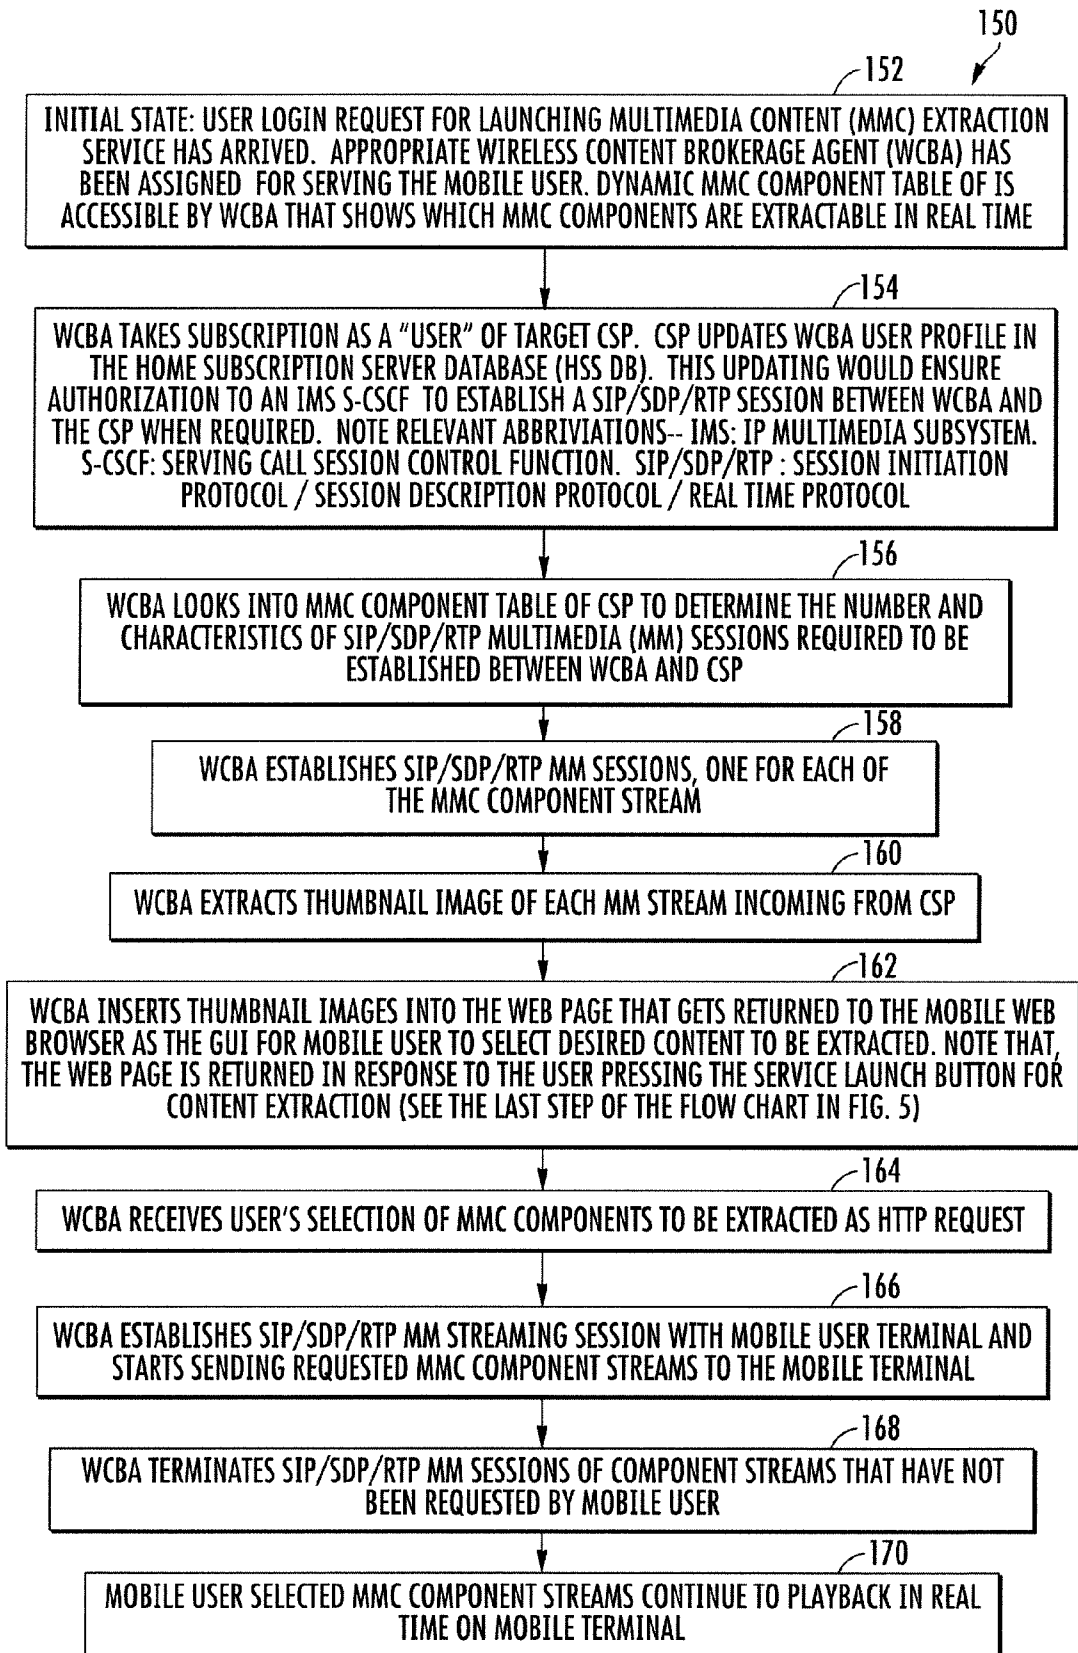 150
152
INITIAL STATE: USER LOGIN REQUEST FOR LAUNCHING MULTIMEDIA CONTENT (MMC) EXTRACTION
SERVICE HAS ARRIVED. APPROPRIATE WIRELESS CONTENT BROKERAGE AGENT (WCBA) HAS
BEEN ASSIGNED FOR SERVING THE MOBILE USER. DYNAMIC MMC COMPONENT TABLE OF IS
ACCESSIBLE BY WCBA THAT SHOWS WHICH MMC COMPONENTS ARE EXTRACTABLE IN REAL TIME
154
WCBA TAKES SUBSCRIPTION AS A "USER" OF TARGET CSP. CSP UPDATES WCBA USER PROFILE IN
THE HOME SUBSCRIPTION SERVER DATABASE (HSS DB). THIS UPDATING WOULD ENSURE
AUTHORIZATION TO AN IMS S-CSCF TO ESTABLISH A SIP/SDP/RTP SESSION BETWEEN WCBA AND
THE CSP WHEN REQUIRED. NOTE RELEVANT ABBRIVIATIONS-- IMS: IP MULTIMEDIA SUBSYSTEM.
S-CSCF: SERVING CALL SESSION CONTROL FUNCTION. SIP/SDP/RTP : SESSION INITIATION
PROTOCOL / SESSION DESCRIPTION PROTOCOL / REAL TIME PROTOCOL
156
WCBA LOOKS INTO MMC COMPONENT TABLE OF CSP TO DETERMINE THE NUMBER AND
CHARACTERISTICS OF SIP/SDP/RTP MULTIMEDIA (MM) SESSIONS REQUIRED TO BE
ESTABLISHED BETWEEN WCBA AND CSP
158
WCBA ESTABLISHES SIP/SDP/RTP MM SESSIONS, ONE FOR EACH OF
THE MMC COMPONENT STREAM
160
WCBA EXTRACTS THUMBNAIL IMAGE OF EACH MM STREAM INCOMING FROM CSP
162
WCBA INSERTS THUMBNAIL IMAGES INTO THE WEB PAGE THAT GETS RETURNED TO THE MOBILE WEB
BROWSER AS THE GUI FOR MOBILE USER TO SELECT DESIRED CONTENT TO BE EXTRACTED. NOTE THAT,
THE WEB PAGE IS RETURNED IN RESPONSE TO THE USER PRESSING THE SERVICE LAUNCH BUTTON FOR
CONTENT EXTRACTION (SEE THE LAST STEP OF THE FLOW CHART IN FIG. 5)
164
WCBA RECEIVES USER'S SELECTION OF MMC COMPONENTS TO BE EXTRACTED AS HTTP REQUEST
166
WCBA ESTABLISHES SIP/SDP/RTP MM STREAMING SESSION WITH MOBILE USER TERMINAL AND
STARTS SENDING REQUESTED MMC COMPONENT STREAMS TO THE MOBILE TERMINAL
168
WCBA TERMINATES SIP/SDP/RTP MM SESSIONS OF COMPONENT STREAMS THAT HAVE NOT
BEEN REQUESTED BY MOBILE USER
170
MOBILE USER SELECTED MMC COMPONENT STREAMS CONTINUE TO PLAYBACK IN REAL
TIME ON MOBILE TERMINAL